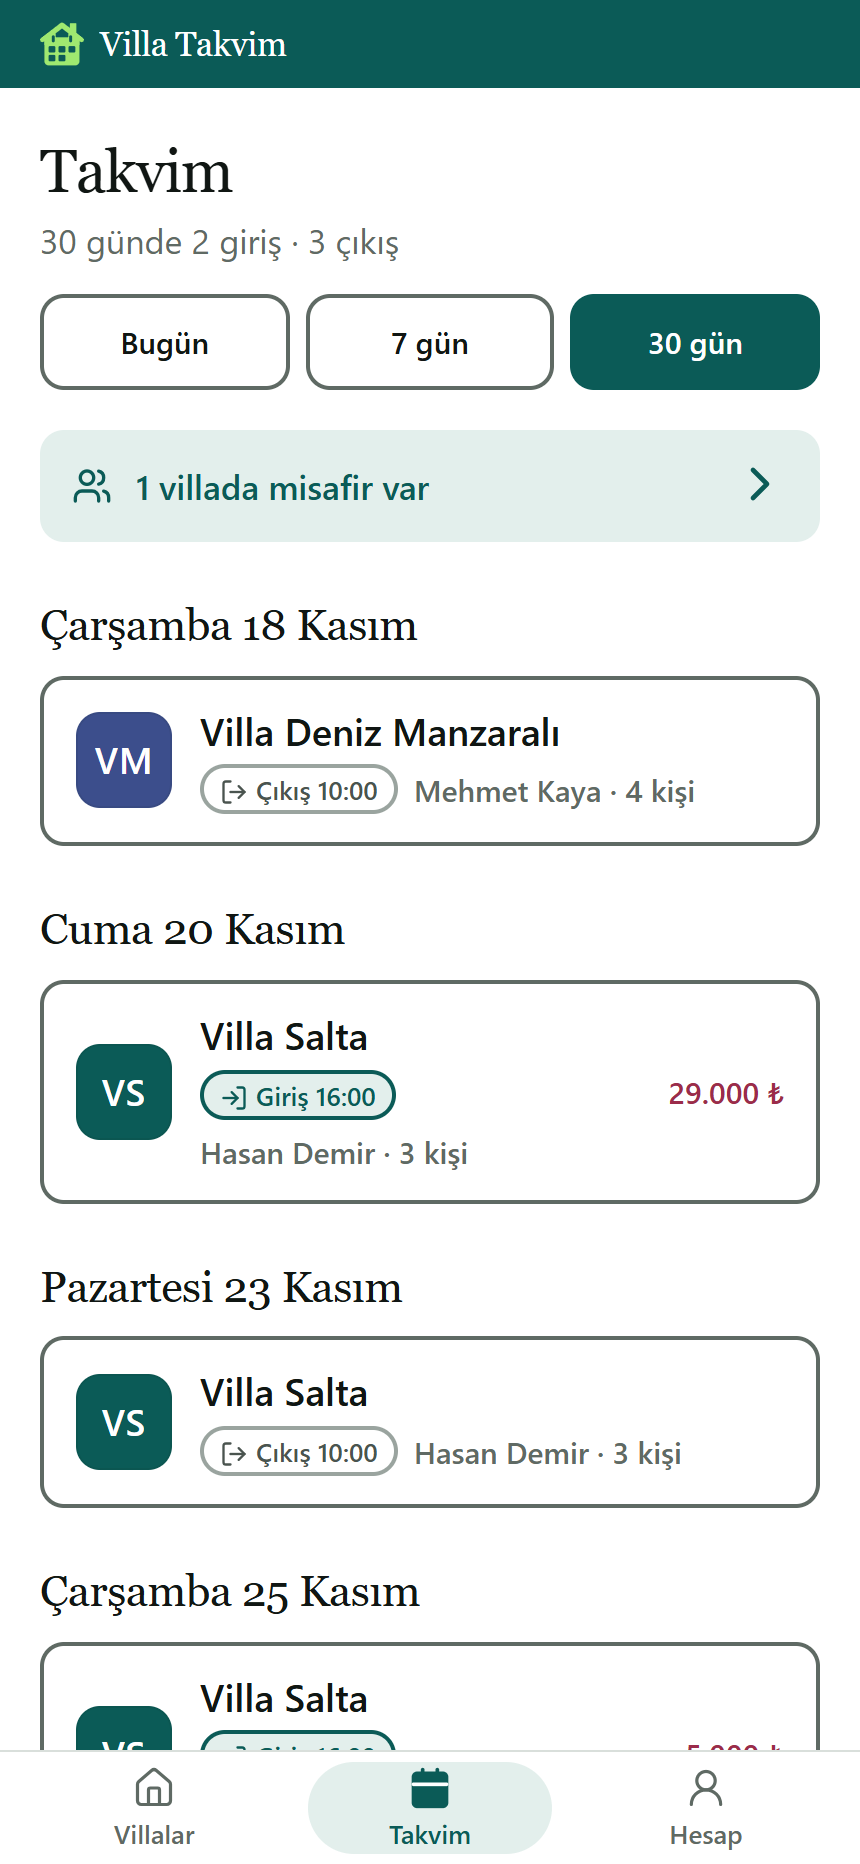 Villa Takvim
Takvim
30 günde 2 giriş · 3 çıkış
Bugün
7 gün
30 gün
1 villada misafir var
Çarşamba 18 Kasım
VM
Villa Deniz Manzaralı
Çıkış 10:00
Mehmet Kaya · 4 kişi
Cuma 20 Kasım
VS
Villa Salta
Giriş 16:00
29.000 ₺
Hasan Demir · 3 kişi
Pazartesi 23 Kasım
VS
Villa Salta
Çıkış 10:00
Hasan Demir · 3 kişi
Çarşamba 25 Kasım
VS
Villa Salta
Villalar
Takvim
Hesap